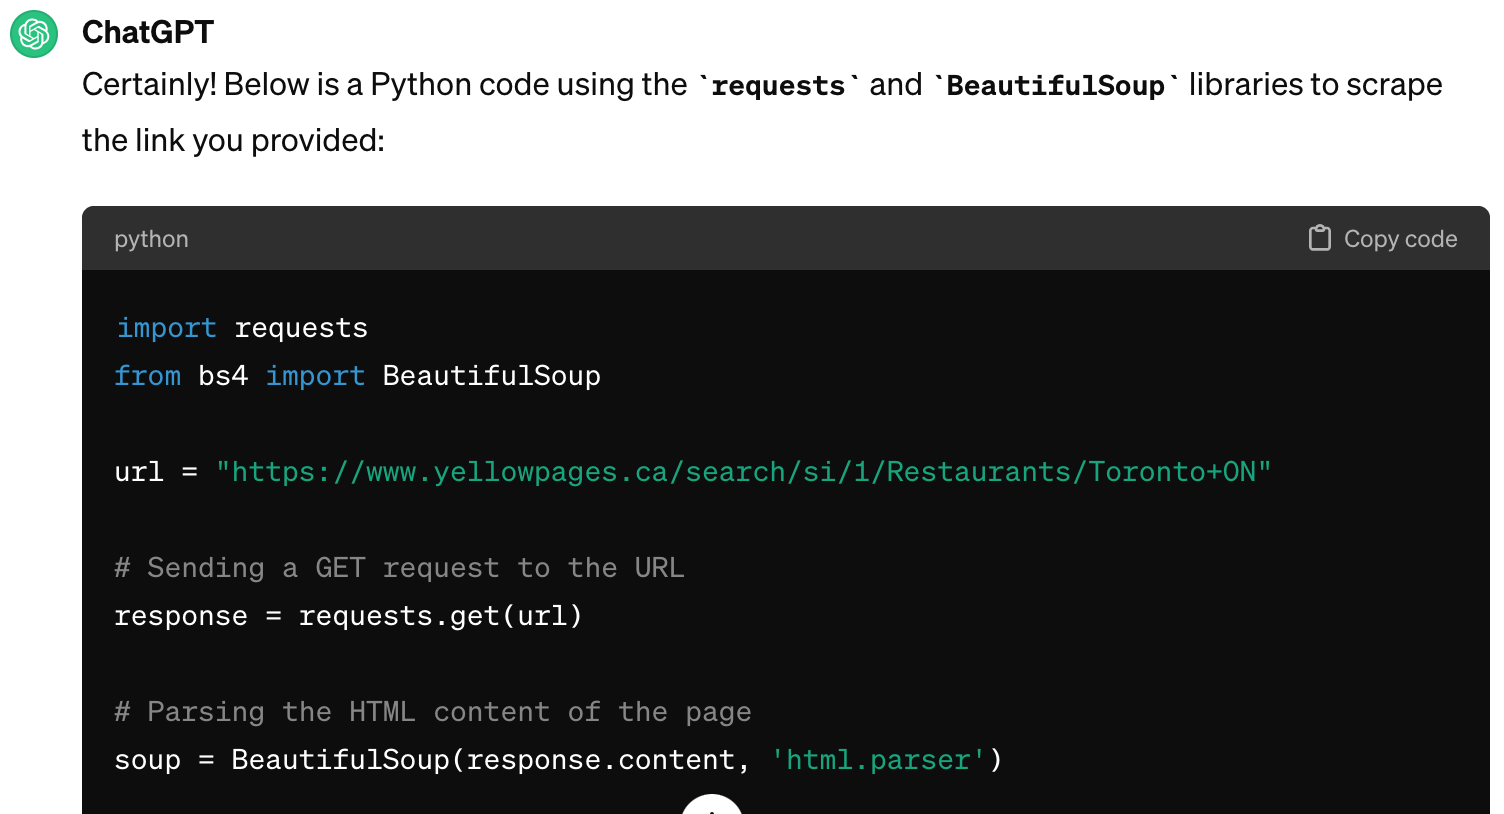 ChatGPT
Certainly! Below is a Python code using the `requests` and `BeautifulSoup` libraries to scrape
the link you provided:
python
Copy code
import requests
from bs4 import BeautifulSoup
url = "https://www.yellowpages.ca/search/si/1/Restaurants/Toronto+ON"
# Sending a GET request to the URL
response = requests.get(url)
# Parsing the HTML content of the page
soup = BeautifulSoup(response.content, 'html.parser')